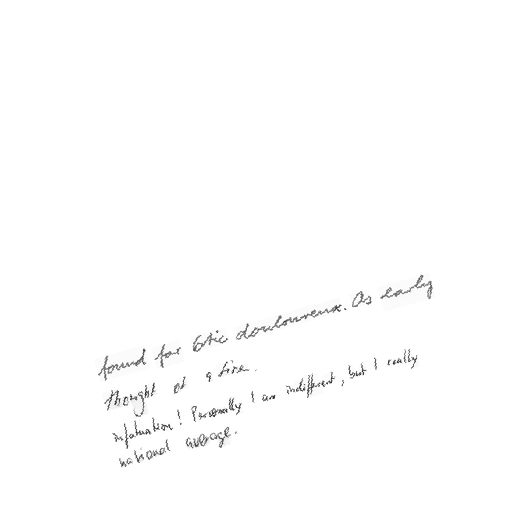 found for tic douloureux. As early
thought of a fire.
infatuation! Personally I am indifferent, but I really
national average.